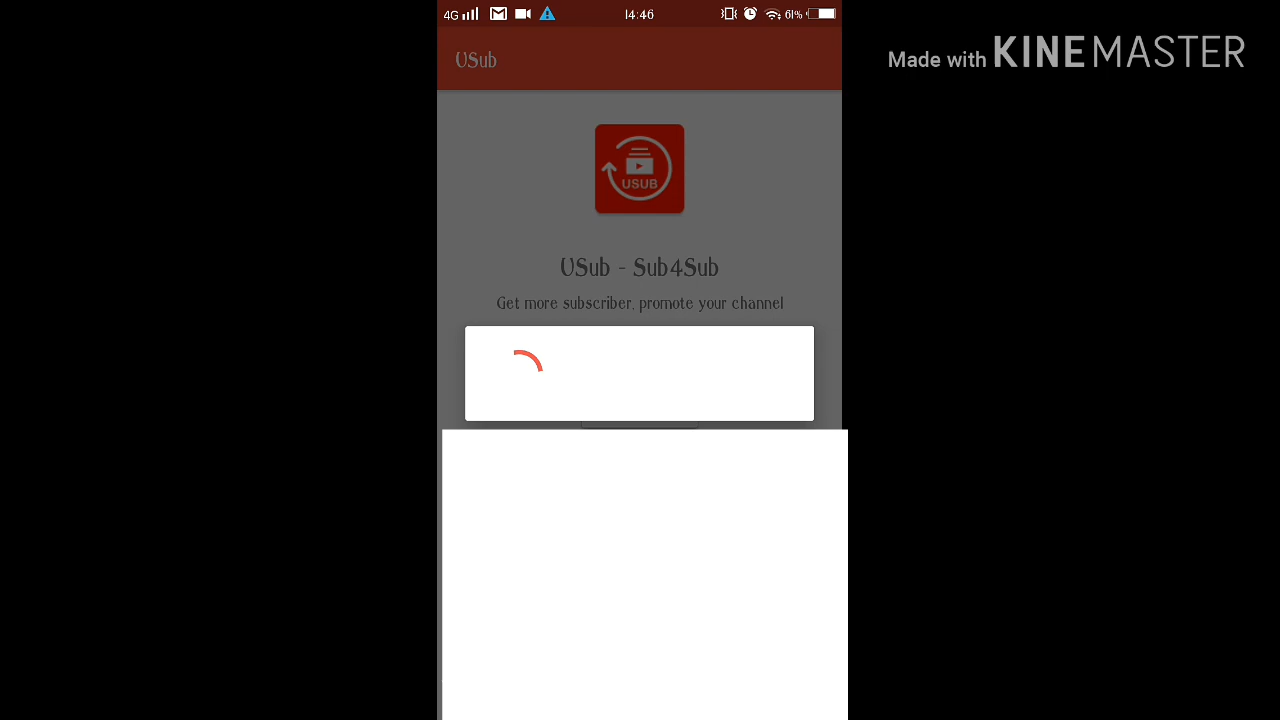 4G 14:46 61%
Made with KINEMASTER
USub
USUB
USub - Sub4Sub
Get more subscriber, promote your channel